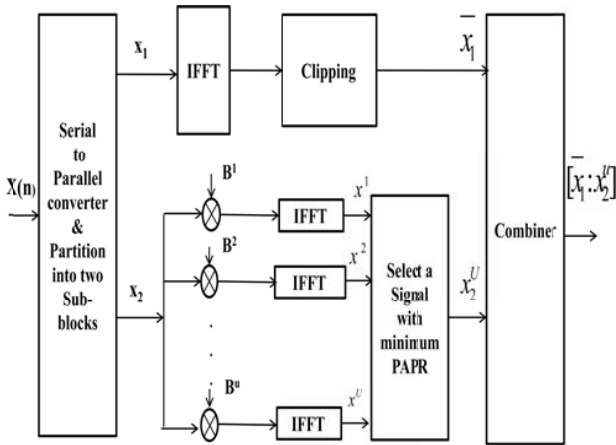 X(n)
Serial
to
Parallel
converter
&
Partition
into two
Sub-
blocks
x₁
IFFT
Clipping
x̅₁
x₂
B¹
IFFT
x¹
B²
IFFT
x²
.
.
.
Bᵘ
IFFT
xᵁ
Select a
Signal
with
minimum
PAPR
x₂ᵁ
Combiner
[x̅₁:x₂ᵘ]